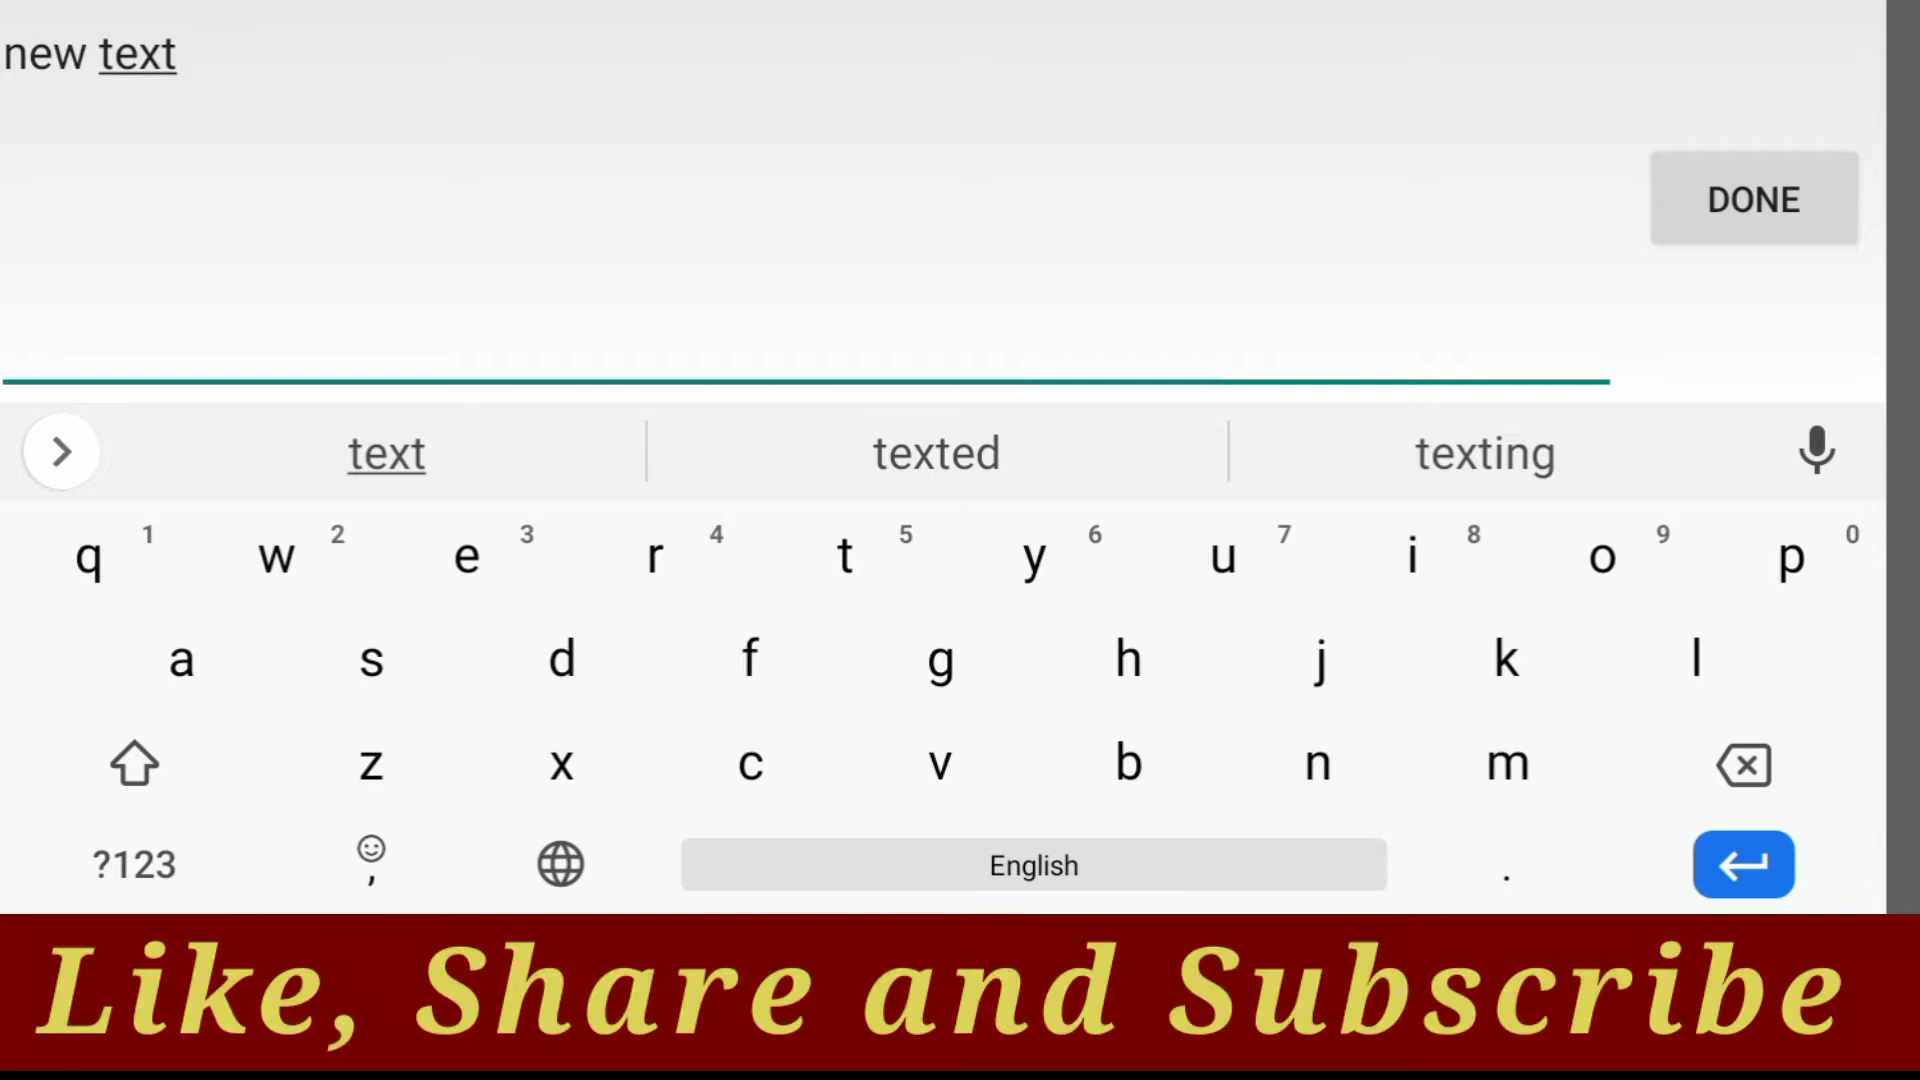 new text
DONE
text texted texting
q 1 w 2 e 3 r 4 t 5 y 6 u 7 i 8 o 9 p 0
a s d f g h j k l
z x c v b n m
?123 , English .
Like, Share and Subscribe